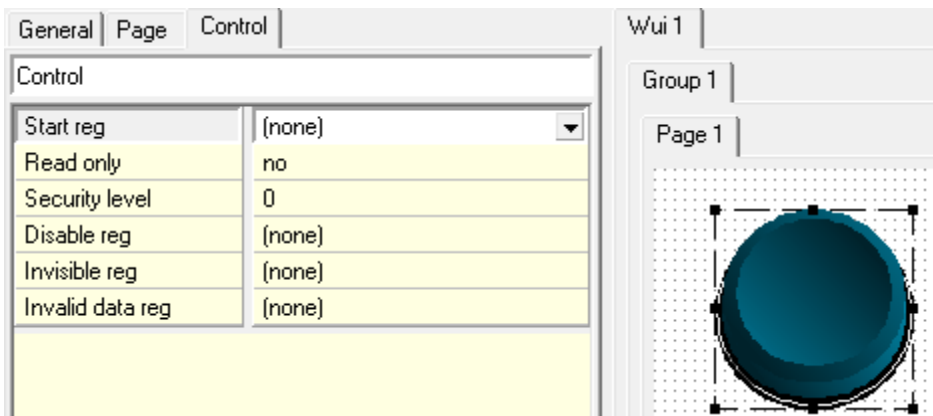 General Page Control
Control
Start reg (none)
Read only no
Security level 0
Disable reg (none)
Invisible reg (none)
Invalid data reg (none)
Wui 1
Group 1
Page 1